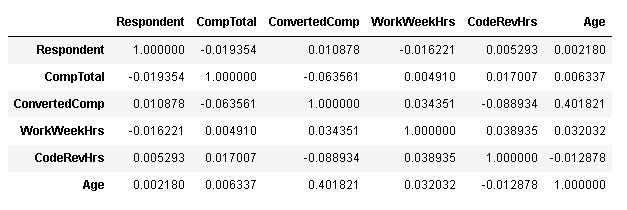 Respondent CompTotal ConvertedComp WorkWeekHrs CodeRevHrs Age
Respondent 1.000000 -0.019354 0.010878 -0.016221 0.005293 0.002180
CompTotal -0.019354 1.000000 -0.063561 0.004910 0.017007 0.006337
ConvertedComp 0.010878 -0.063561 1.000000 0.034351 -0.088934 0.401821
WorkWeekHrs -0.016221 0.004910 0.034351 1.000000 0.038935 0.032032
CodeRevHrs 0.005293 0.017007 -0.088934 0.038935 1.000000 -0.012878
Age 0.002180 0.006337 0.401821 0.032032 -0.012878 1.000000